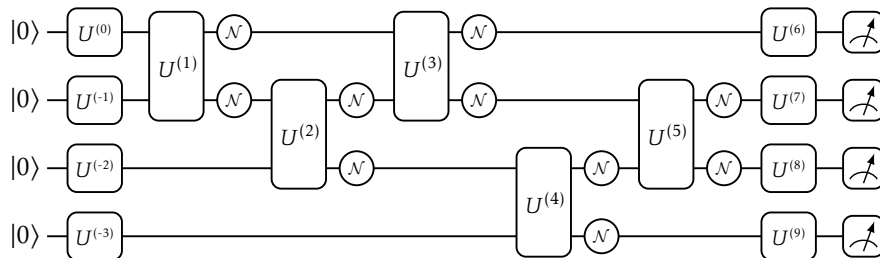 |0⟩ U⁽⁰⁾ U⁽¹⁾ 𝒩 U⁽³⁾ 𝒩 U⁽⁶⁾
|0⟩ U⁽⁻¹⁾ 𝒩 U⁽²⁾ 𝒩 𝒩 U⁽⁵⁾ 𝒩 U⁽⁷⁾
|0⟩ U⁽⁻²⁾ 𝒩 U⁽⁴⁾ 𝒩 𝒩 U⁽⁸⁾
|0⟩ U⁽⁻³⁾ 𝒩 U⁽⁹⁾